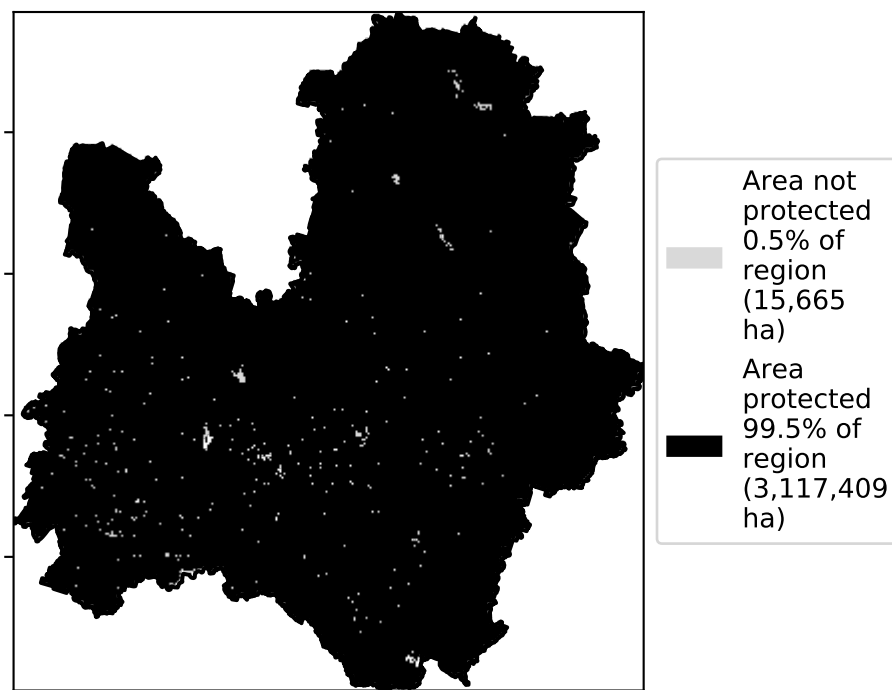 Area not
protected
0.5% of
region
(15,665
ha)
Area
protected
99.5% of
region
(3,117,409
ha)